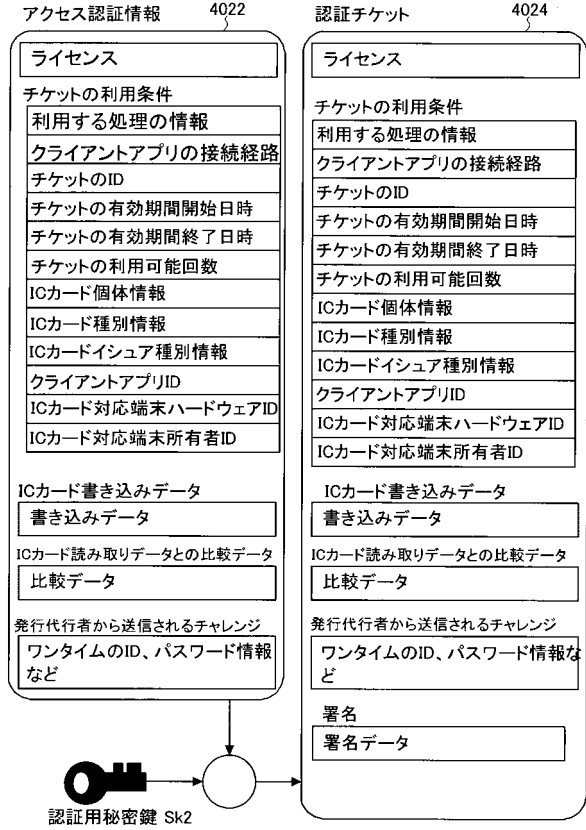 アクセス認証情報
4022
ライセンス
チケットの利用条件
利用する処理の情報
クライアントアプリの接続経路
チケットのID
チケットの有効期間開始日時
チケットの有効期間終了日時
チケットの利用可能回数
ICカード個体情報
ICカード種別情報
ICカードイシュア種別情報
クライアントアプリID
ICカード対応端末ハードウェアID
ICカード対応端末所有者ID
ICカード書き込みデータ
書き込みデータ
ICカード読み取りデータとの比較データ
比較データ
発行代行者から送信されるチャレンジ
ワンタイムのID、パスワード情報
など
認証用秘密鍵 Sk2
認証チケット
4024
ライセンス
チケットの利用条件
利用する処理の情報
クライアントアプリの接続経路
チケットのID
チケットの有効期間開始日時
チケットの有効期間終了日時
チケットの利用可能回数
ICカード個体情報
ICカード種別情報
ICカードイシュア種別情報
クライアントアプリID
ICカード対応端末ハードウェアID
ICカード対応端末所有者ID
ICカード書き込みデータ
書き込みデータ
ICカード読み取りデータとの比較データ
比較データ
発行代行者から送信されるチャレンジ
ワンタイムのID、パスワード情報な
ど
署名
署名データ